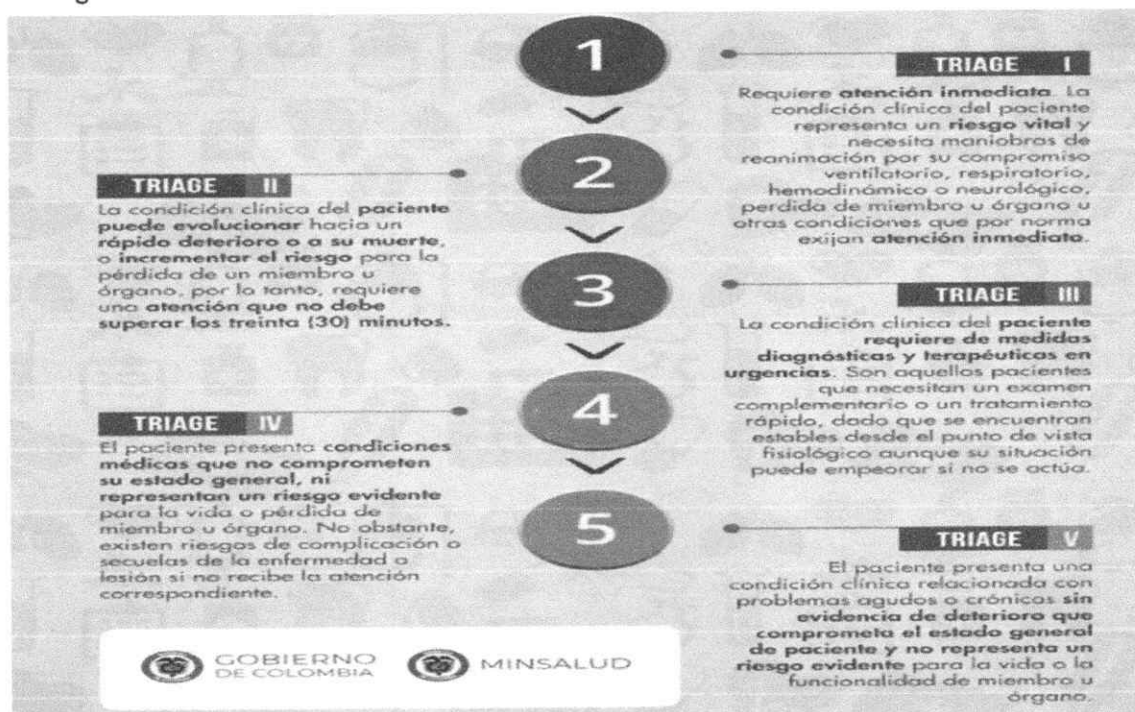 1
TRIAGE I
Requiere atención inmediata. La
condición clínica del paciente
representa un riesgo vital y
necesita maniobras de
reanimación por su compromiso
ventilatorio, respiratorio,
hemodinámico o neurológico,
perdida de miembro u órgano u
otras condiciones que por norma
exijan atención inmediata.
2
TRIAGE II
La condición clínica del paciente
puede evolucionar hacia un
rápido deterioro o a su muerte,
o incrementar el riesgo para la
pérdida de un miembro u
órgano, por lo tanto, requiere
una atención que no debe
superar los treinta (30) minutos.
3
TRIAGE III
La condición clínica del paciente
requiere de medidas
diagnósticas y terapéuticas en
urgencias. Son aquellos pacientes
que necesitan un examen
complementario o un tratamiento
rápido, dado que se encuentran
estables desde el punto de vista
fisiológico aunque su situación
puede empeorar si no se actúa.
4
TRIAGE IV
El paciente presenta condiciones
médicas que no comprometen
su estado general, ni
representan un riesgo evidente
para la vida o pérdida de
miembro u órgano. No obstante,
existen riesgos de complicación o
secuelas de la enfermedad o
lesión si no recibe la atención
correspondiente.
5
TRIAGE V
El paciente presenta una
condición clínica relacionada con
problemas agudos o crónicos sin
evidencia de deterioro que
comprometa el estado general
de paciente y no representa un
riesgo evidente para la vida o la
funcionalidad de miembro u
órgano.
GOBIERNO
DE COLOMBIA
MINSALUD